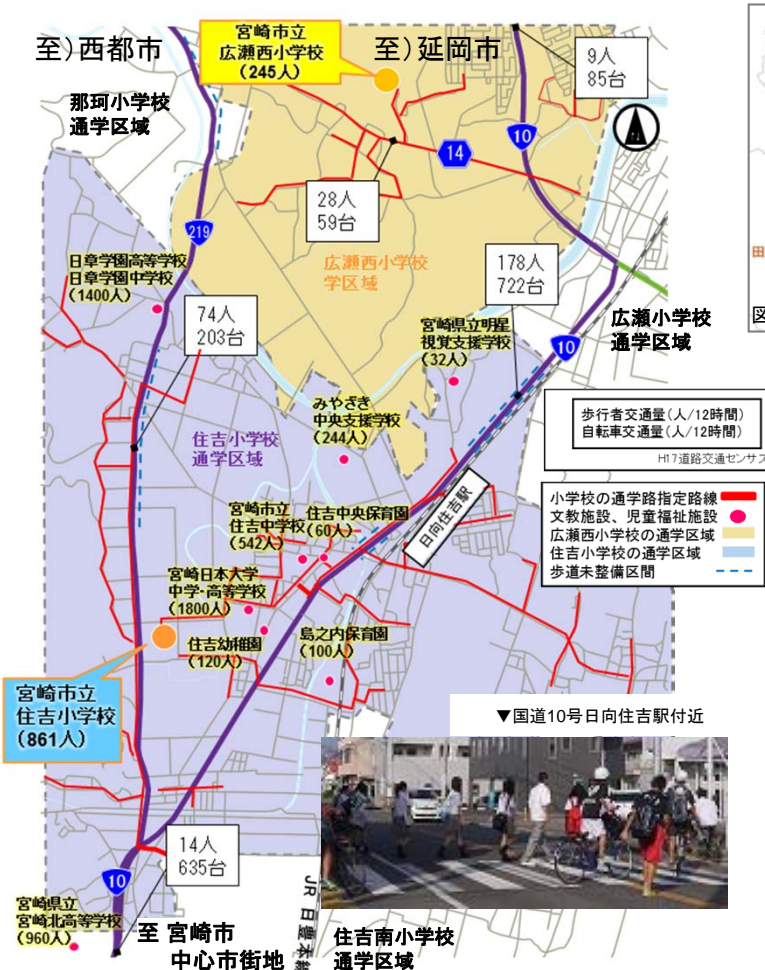 至）西都市
宮崎市立
広瀬西小学校
（245人）
至）延岡市
9人
85台
那珂小学校
通学区域
10
14
28人
59台
219
広瀬西小学校
学区域
178人
722台
日章学園高等学校
日章学園中学校
（1400人）
74人
203台
宮崎県立明星
視覚支援学校
（32人）
広瀬小学校
通学区域
10
みやざき
中央支援学校
（244人）
住吉小学校
通学区域
歩行者交通量（人/12時間）
自転車交通量（人/12時間）
H17道路交通センサス
小学校の通学路指定路線
文教施設、児童福祉施設
広瀬西小学校の通学区域
住吉小学校の通学区域
歩道未整備区間
日向住吉駅
宮崎市立
住吉中学校
（542人）
住吉中央保育園
（60人）
宮崎日本大学
中学・高等学校
（1800人）
住吉幼稚園
（120人）
島之内保育園
（100人）
宮崎市立
住吉小学校
（861人）
▼国道10号日向住吉駅付近
14人
635台
10
宮崎県立
宮崎北高等学校
（960人）
至 宮崎市
中心市街地
JR 日豊本線
住吉南小学校
通学区域